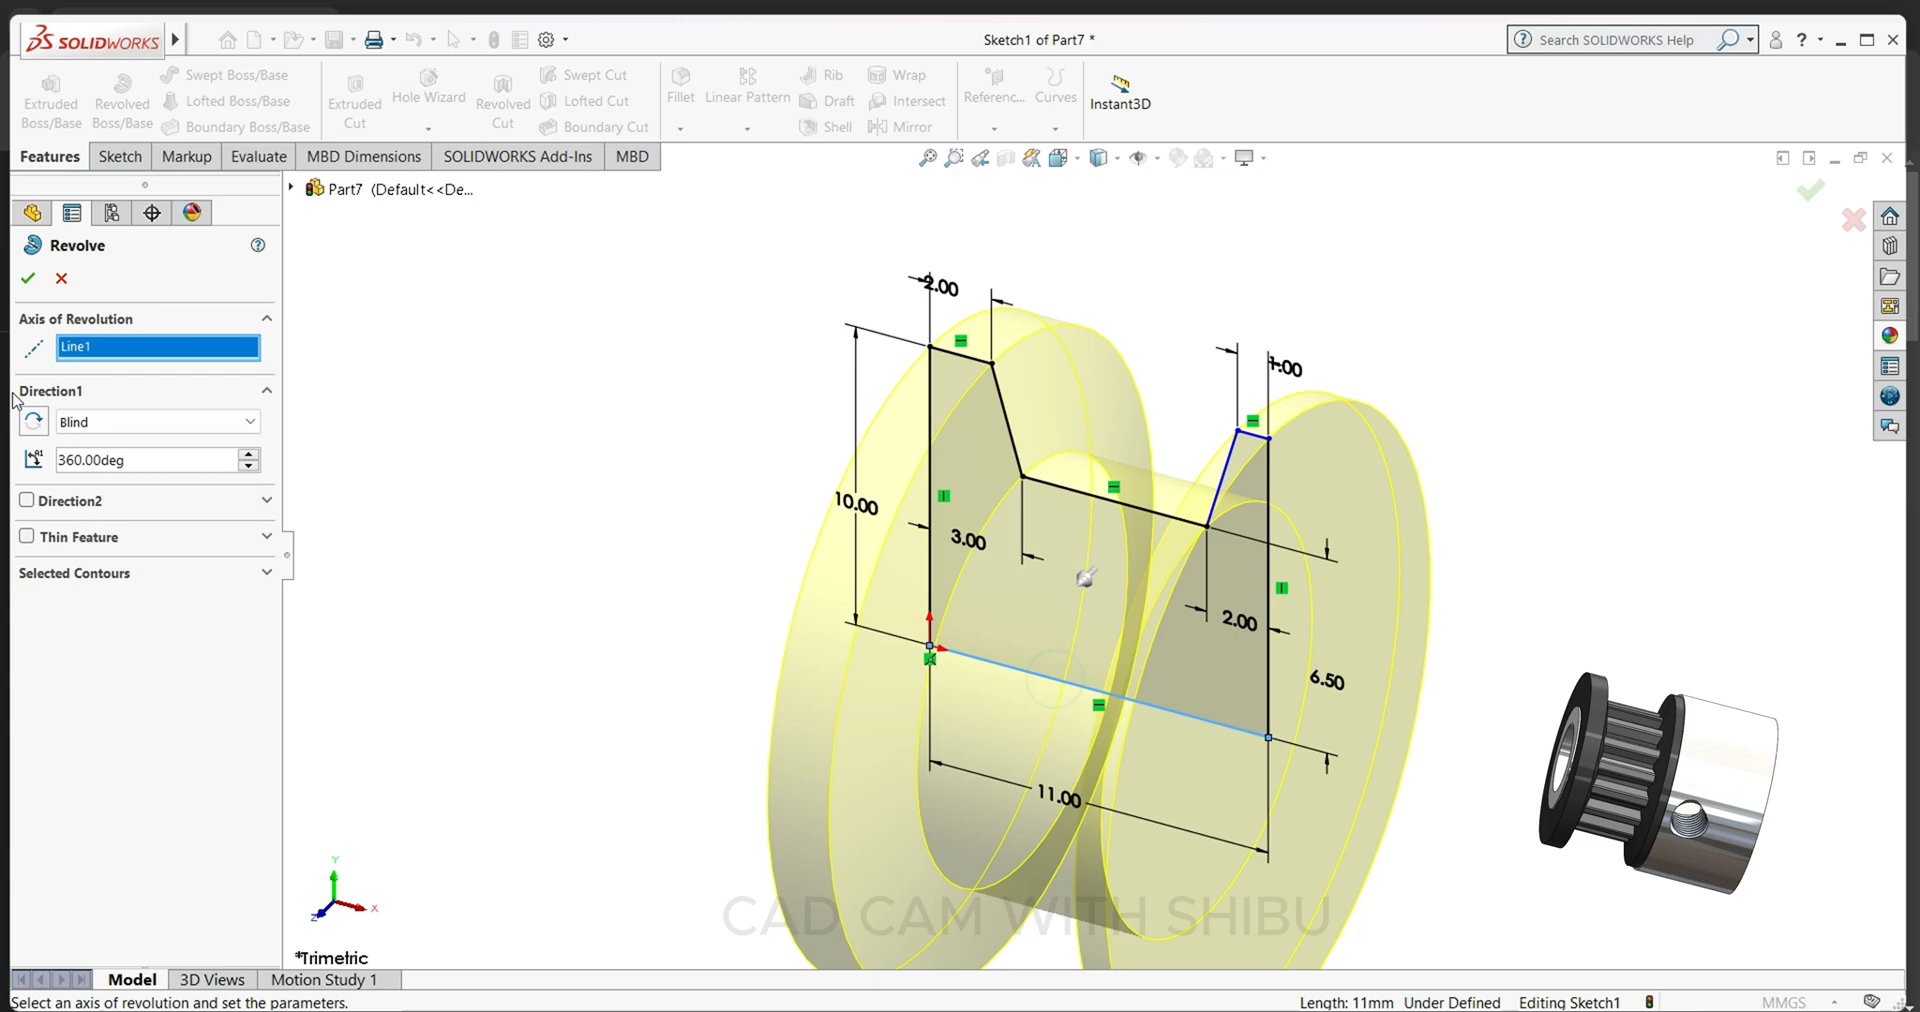 SOLIDWORKS
Sketch1 of Part7 *
Search SOLIDWORKS Help
?
Extruded Boss/Base
Revolved Boss/Base
Swept Boss/Base
Lofted Boss/Base
Boundary Boss/Base
Extruded Cut
Hole Wizard
Revolved Cut
Swept Cut
Lofted Cut
Boundary Cut
Fillet
Linear Pattern
Rib
Draft
Shell
Wrap
Intersect
Mirror
Referenc...
Curves
Instant3D
Features
Sketch
Markup
Evaluate
MBD Dimensions
SOLIDWORKS Add-Ins
MBD
Part7 (Default<<De...
Revolve
Axis of Revolution
Line1
Direction1
Blind
360.00deg
Direction2
Thin Feature
Selected Contours
2.00
1.00
10.00
3.00
2.00
6.50
11.00
CAD CAM WITH SHIBU
Y
X
Z
*Trimetric
Model
3D Views
Motion Study 1
Select an axis of revolution and set the parameters.
Length: 11mm
Under Defined
Editing Sketch1
MMGS